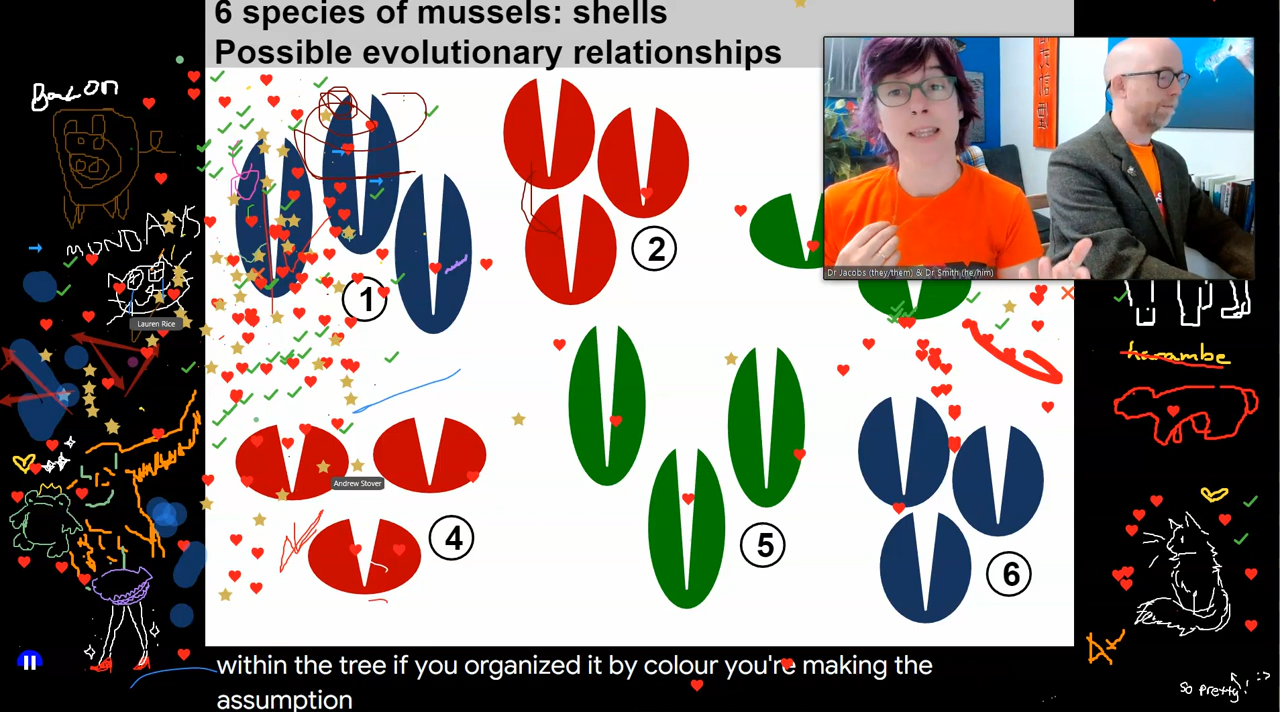 6 species of mussels: shells
Possible evolutionary relationships
Bacon
MONDAYS
Dr Jacobs (they/them) & Dr Smith (he/him)
1
2
Lauren Rice
harambe
Andrew Stover
4
5
6
A+
so pretty! :->
within the tree if you organized it by colour you're making the
assumption